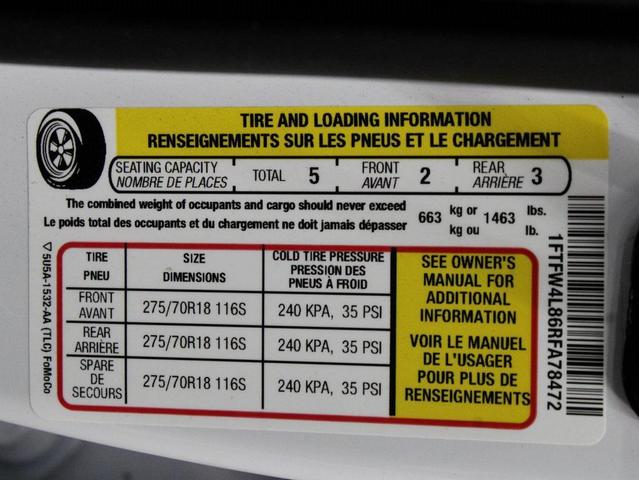 TIRE AND LOADING INFORMATION
RENSEIGNEMENTS SUR LES PNEUS ET LE CHARGEMENT
SEATING CAPACITY
NOMBRE DE PLACES
TOTAL 5
FRONT
AVANT 2
REAR
ARRIÈRE 3
The combined weight of occupants and cargo should never exceed
Le poids total des occupants et du chargement ne doit jamais dépasser
663 kg or 1463 lbs.
kg ou lb.
TIRE
PNEU
SIZE
DIMENSIONS
COLD TIRE PRESSURE
PRESSION DES
PNEUS À FROID
FRONT
AVANT
275/70R18 116S
240 KPA, 35 PSI
REAR
ARRIÈRE
275/70R18 116S
240 KPA, 35 PSI
SPARE
DE
SECOURS
275/70R18 116S
240 KPA, 35 PSI
SEE OWNER'S
MANUAL FOR
ADDITIONAL
INFORMATION
VOIR LE MANUEL
DE L'USAGER
POUR PLUS DE
RENSEIGNEMENTS
5U5A-1532-AA (TLC) FoMoCo
1FTFW4L86RFA78472